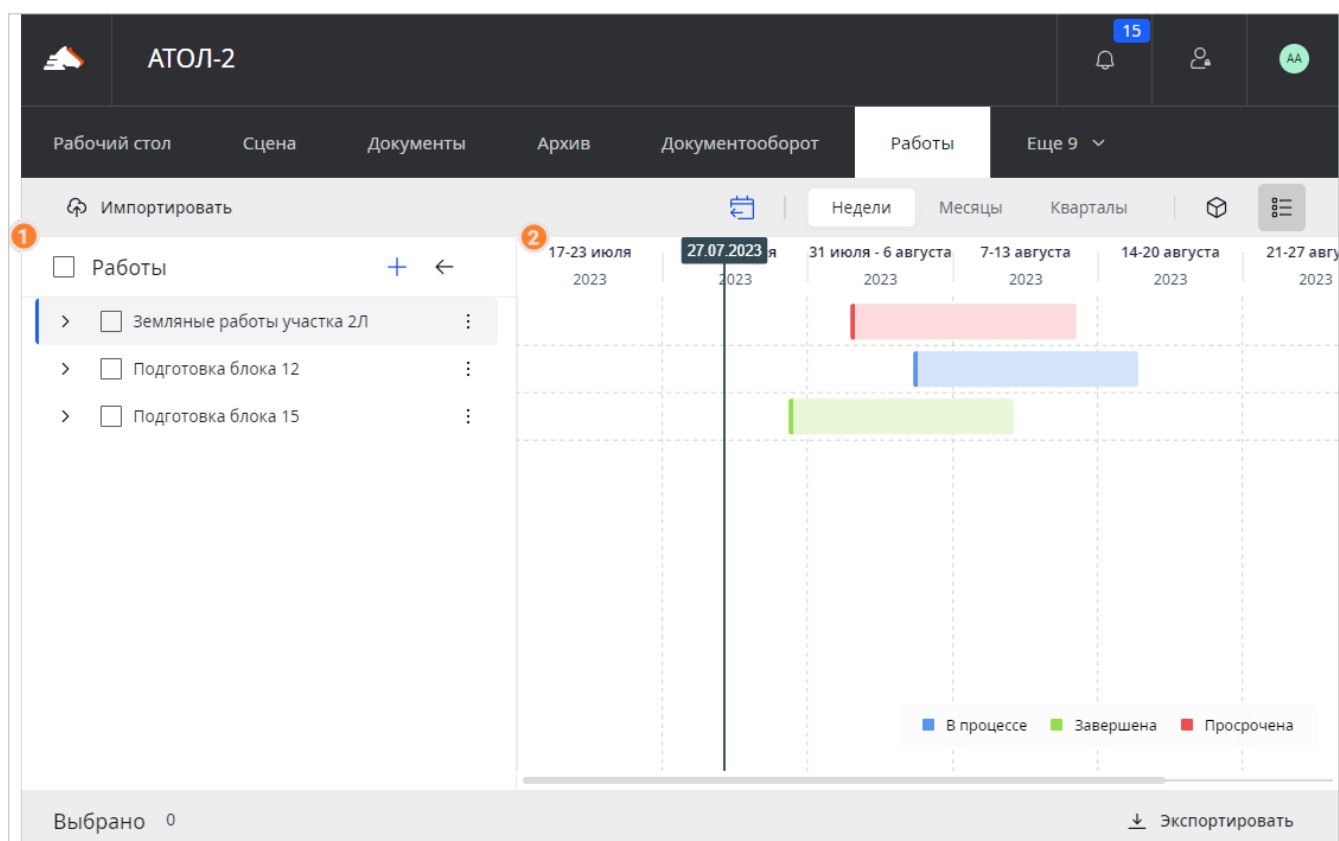 15
АТОЛ-2
AA
Рабочий стол Сцена Документы Архив Документооборот Работы Еще 9
Импортировать Недели Месяцы Кварталы
1 2
Работы
17-23 июля 27.07.2023 я 31 июля - 6 августа 7-13 августа 14-20 августа 21-27 авгу
2023 2023 2023 2023 2023 2023
Земляные работы участка 2Л
Подготовка блока 12
Подготовка блока 15
В процессе Завершена Просрочена
Выбрано 0 Экспортировать